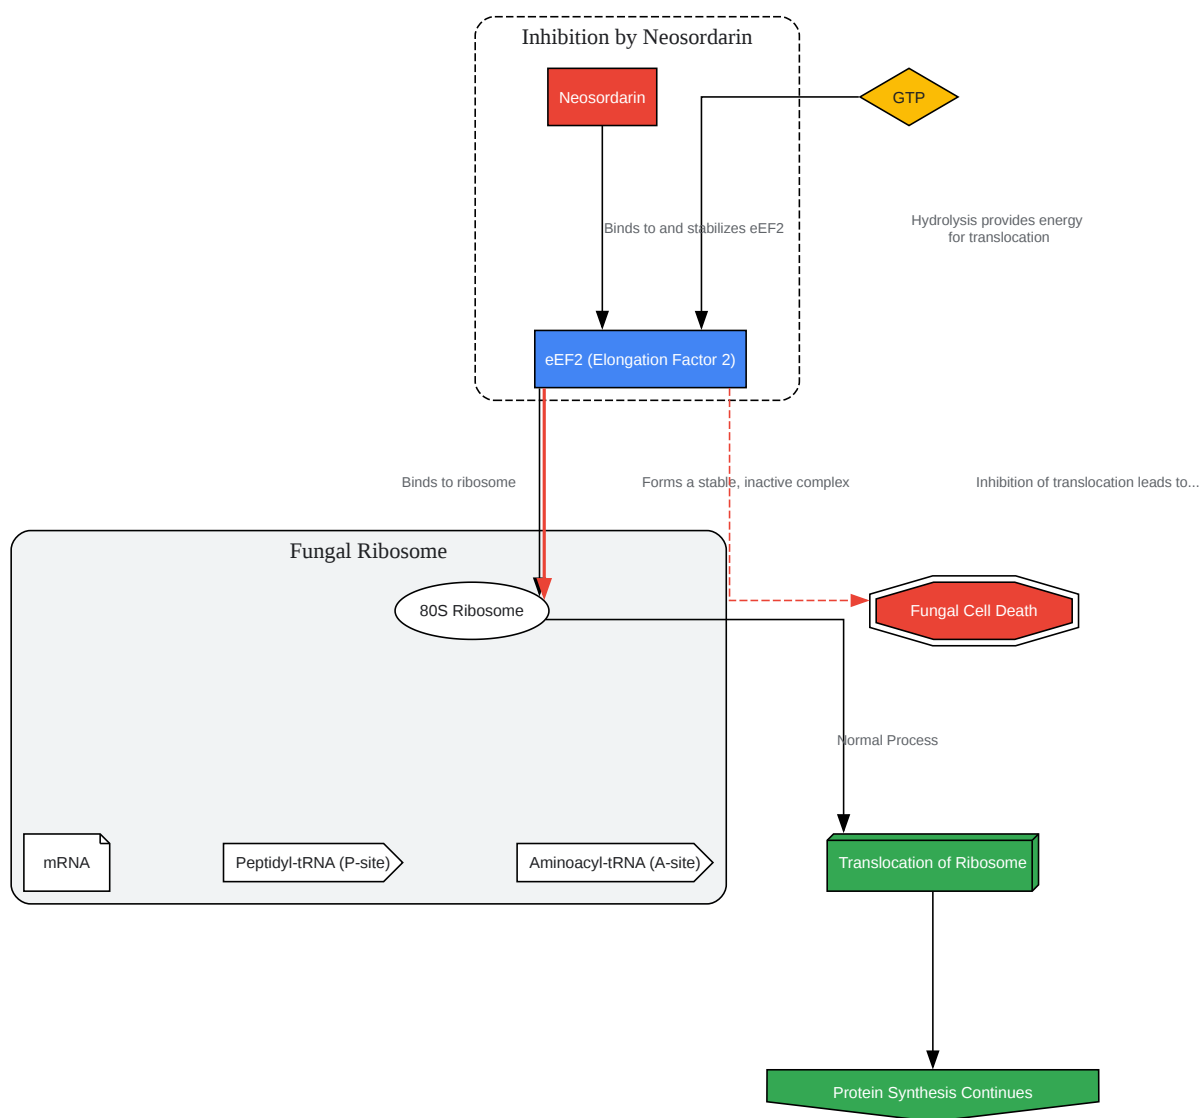 Inhibition by Neosordarin
Neosordarin
GTP
Binds to and stabilizes eEF2
Hydrolysis provides energy
for translocation
eEF2 (Elongation Factor 2)
Binds to ribosome
Forms a stable, inactive complex
Inhibition of translocation leads to...
Fungal Ribosome
80S Ribosome
Fungal Cell Death
Normal Process
mRNA
Peptidyl-tRNA (P-site)
Aminoacyl-tRNA (A-site)
Translocation of Ribosome
Protein Synthesis Continues